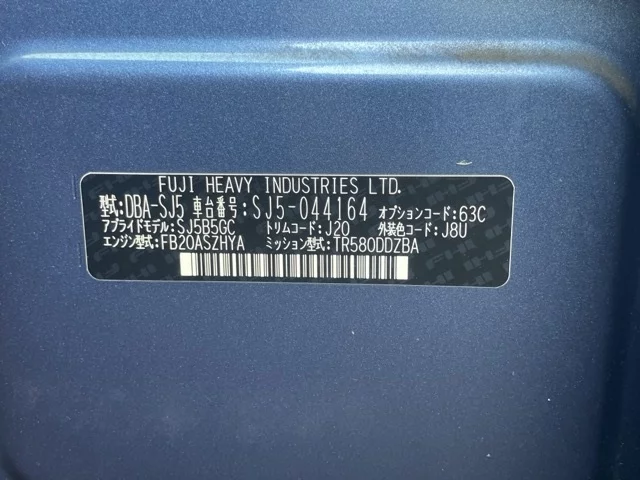 FUJI HEAVY INDUSTRIES LTD.
型式:DBA-SJ5 車台番号:SJ5-044164 オプションコード:63C
アプライドモデル:SJ5B5GC トリムコード:J20 外装色コード:J8U
エンジン型式:FB20ASZHYA ミッション型式:TR580DDZBA